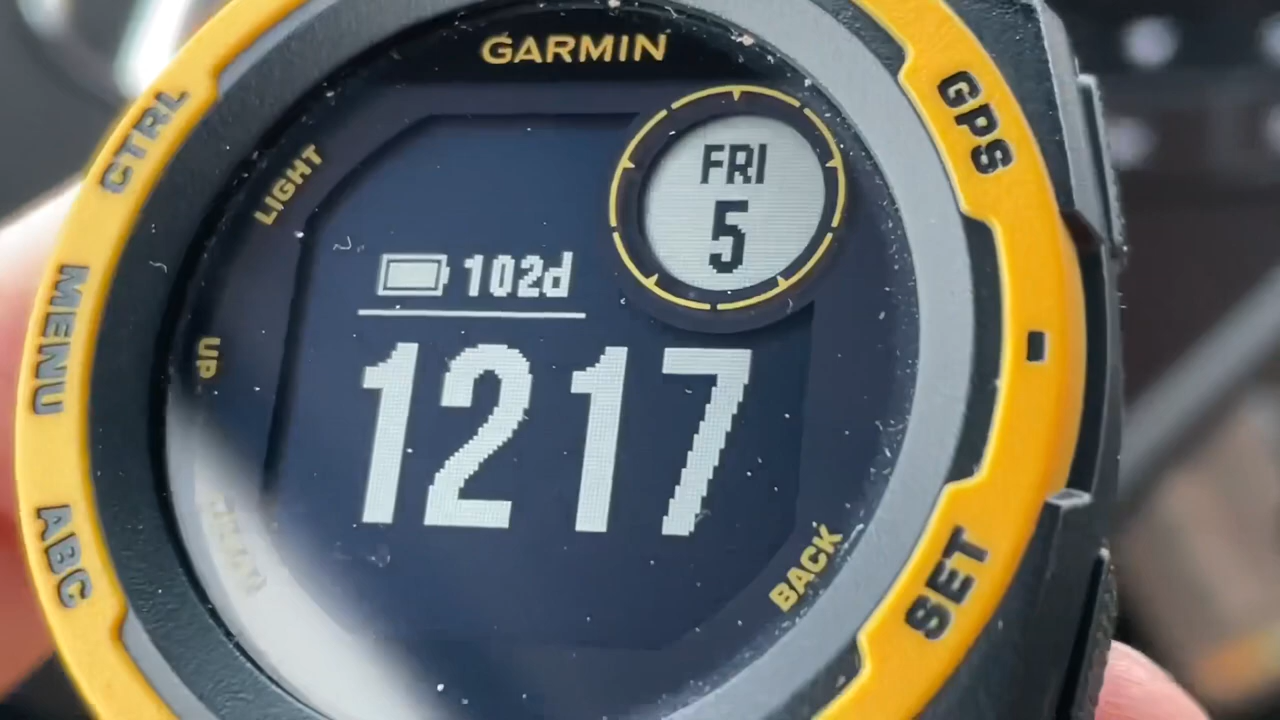 GARMIN
CTRL
LIGHT
GPS
FRI
5
102d
MENU
UP
1217
ABC
BACK
SET